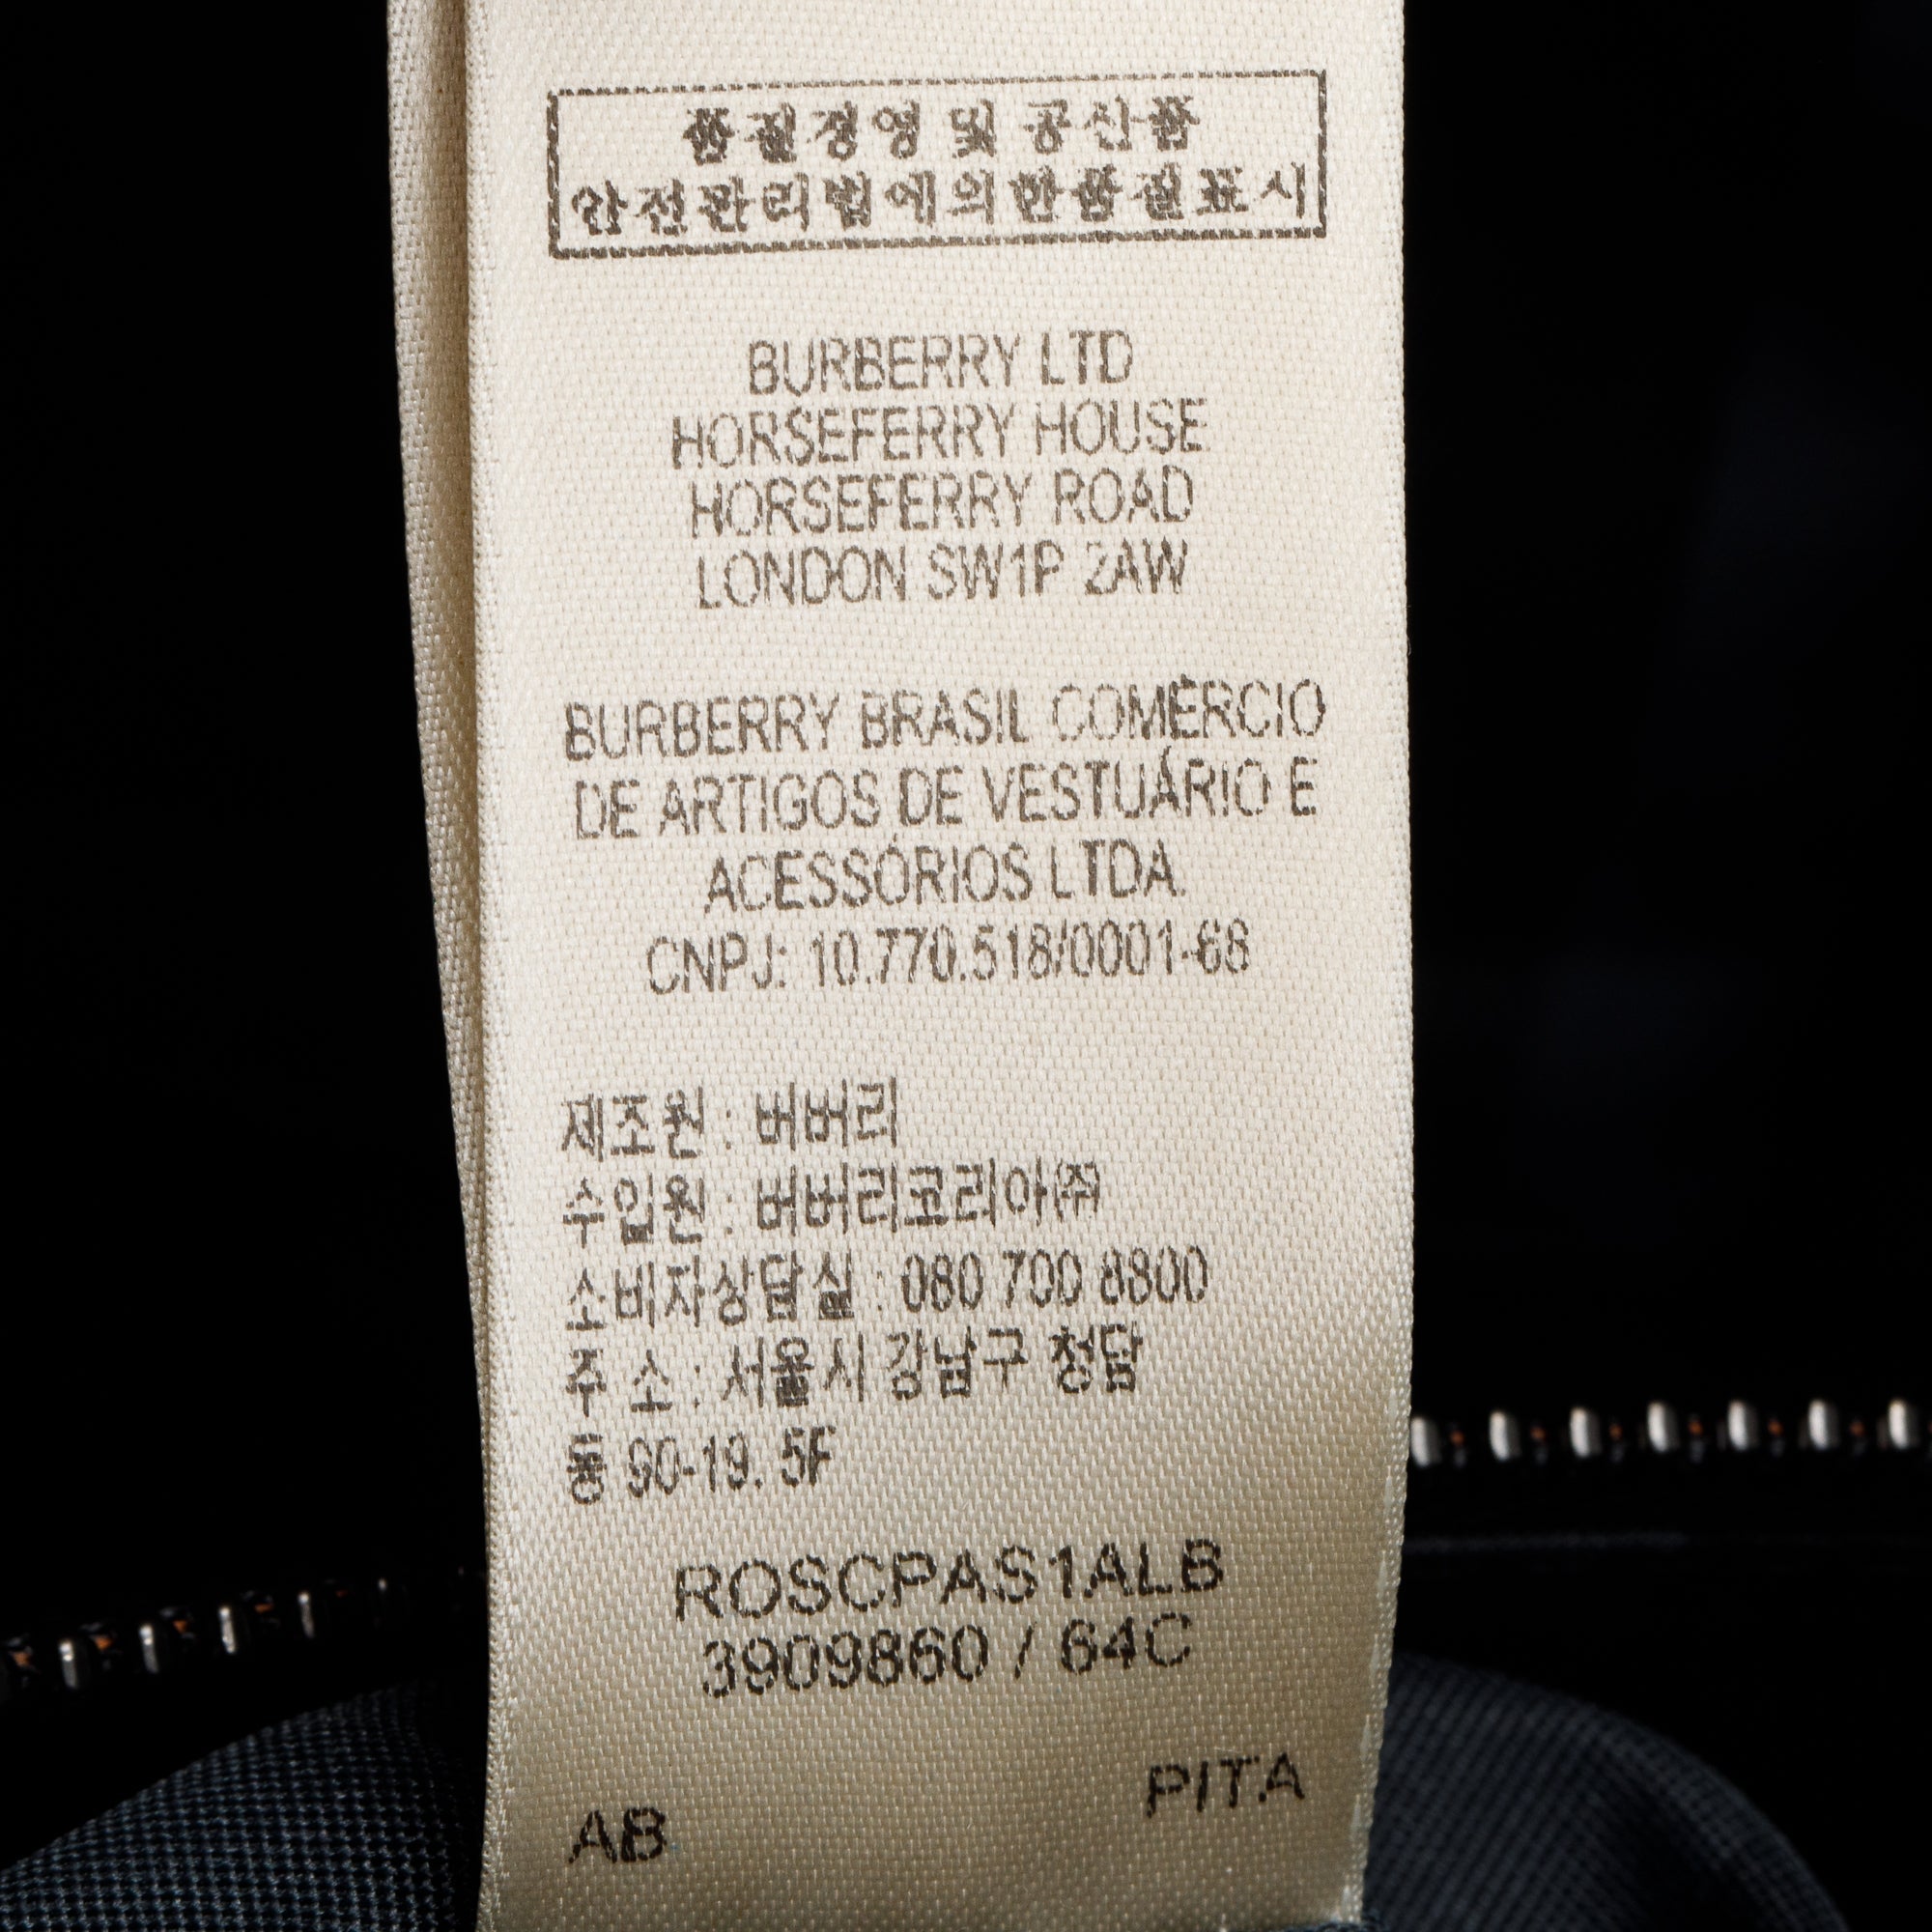 품질경영 및 공산품
안전관리법에의한품질표시
BURBERRY LTD
HORSEFERRY HOUSE
HORSEFERRY ROAD
LONDON SW1P 2AW
BURBERRY BRASIL COMÉRCIO
DE ARTIGOS DE VESTUÁRIO E
ACESSÓRIOS LTDA.
CNPJ: 10.770.518/0001-68
제조원 : 버버리
수입원 : 버버리코리아㈜
소비자상담실 : 080 700 8800
주 소 : 서울시 강남구 청담
동 90-19. 5F
ROSCPAS1ALB
3909860 / 64C
PITA
AB